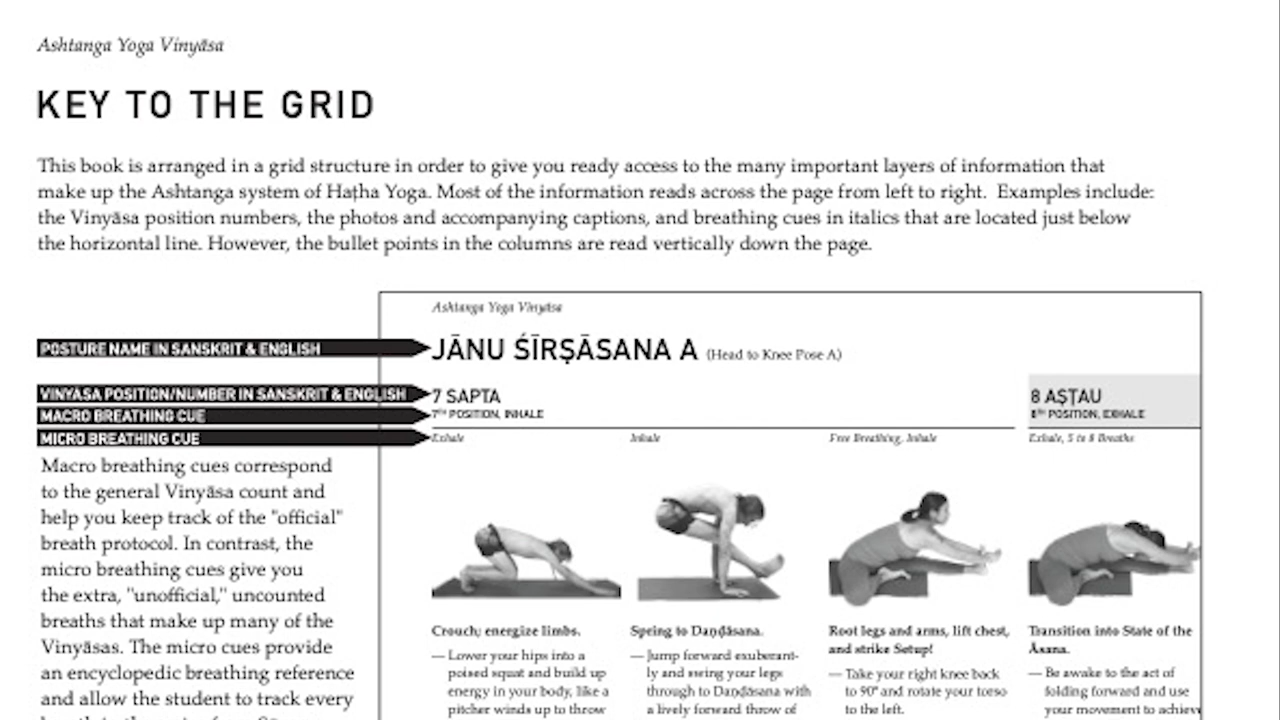 Ashtanga Yoga Vinyāsa
KEY TO THE GRID
This book is arranged in a grid structure in order to give you ready access to the many important layers of information that
make up the Ashtanga system of Haṭha Yoga. Most of the information reads across the page from left to right. Examples include:
the Vinyāsa position numbers, the photos and accompanying captions, and breathing cues in italics that are located just below
the horizontal line. However, the bullet points in the columns are read vertically down the page.
POSTURE NAME IN SANSKRIT & ENGLISH
VINYĀSA POSITION/NUMBER IN SANSKRIT & ENGLISH
MACRO BREATHING CUE
MICRO BREATHING CUE
Macro breathing cues correspond
to the general Vinyāsa count and
help you keep track of the "official"
breath protocol. In contrast, the
micro breathing cues give you
the extra, "unofficial," uncounted
breaths that make up many of the
Vinyāsas. The micro cues provide
an encyclopedic breathing reference
and allow the student to track every
Ashtanga Yoga Vinyāsa
JĀNU ŚĪRṢĀSANA A (Head to Knee Pose A)
7 SAPTA
7TH POSITION, INHALE
8 AṢṬAU
8TH POSITION, EXHALE
Exhale
Inhale
Free Breathing, Inhale
Exhale, 5 to 8 Breaths
Crouch; energize limbs.
— Lower your hips into a
poised squat and build up
energy in your body, like a
pitcher winds up to throw
Spring to Daṇḍāsana.
— Jump forward exuberant-
ly and swing your legs
through to Daṇḍāsana with
a lively forward throw of
Root legs and arms, lift chest,
and strike Setup!
— Take your right knee back
to 90° and rotate your torso
to the left.
Transition into State of the
Āsana.
— Be awake to the act of
folding forward and use
your movement to achieve